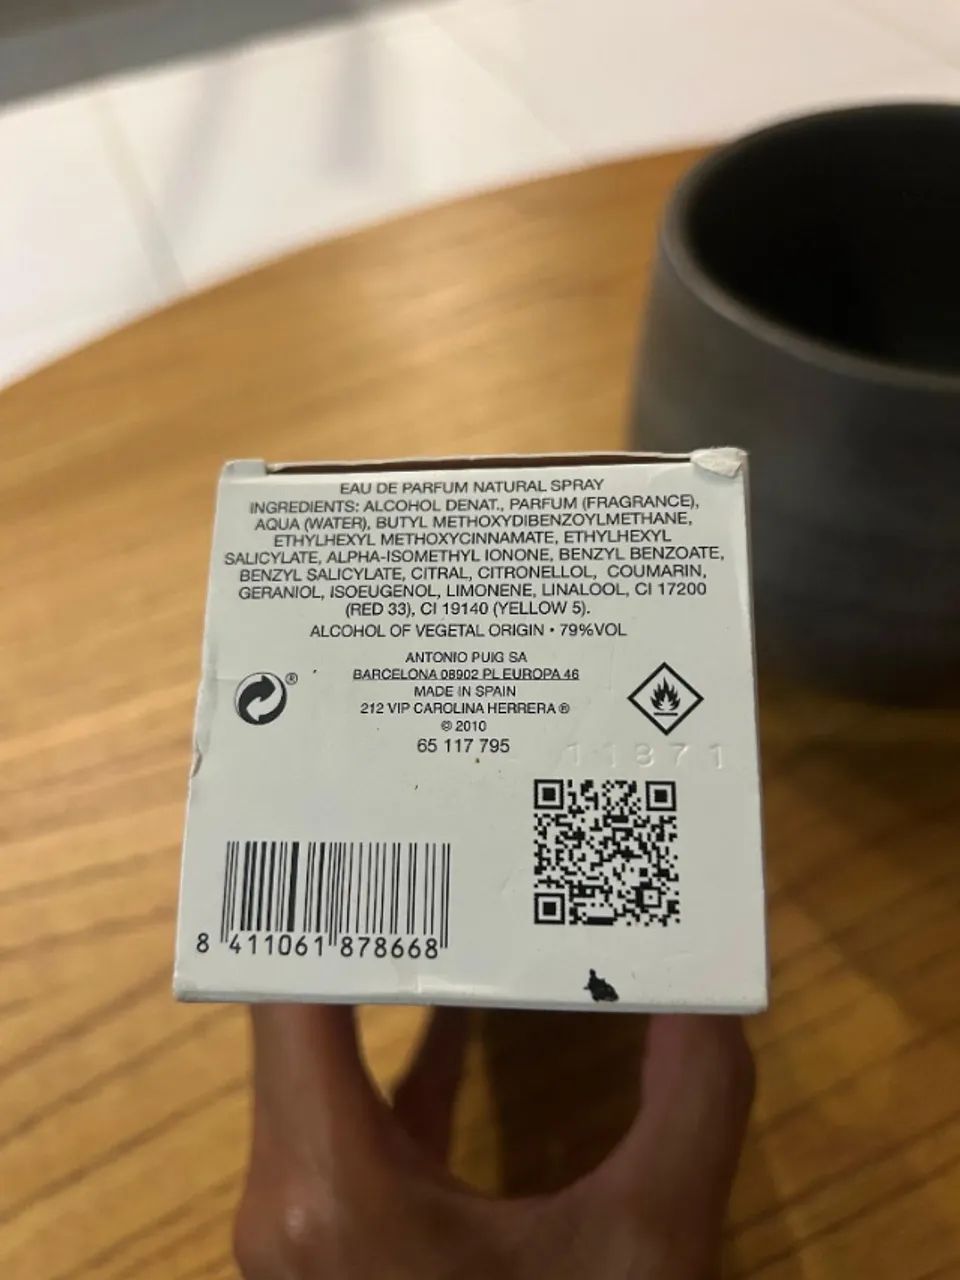 EAU DE PARFUM NATURAL SPRAY
INGREDIENTS: ALCOHOL DENAT., PARFUM (FRAGRANCE),
AQUA (WATER), BUTYL METHOXYDIBENZOYLMETHANE,
ETHYLHEXYL METHOXYCINNAMATE, ETHYLHEXYL
SALICYLATE, ALPHA-ISOMETHYL IONONE, BENZYL BENZOATE,
BENZYL SALICYLATE, CITRAL, CITRONELLOL, COUMARIN,
GERANIOL, ISOEUGENOL, LIMONENE, LINALOOL, CI 17200
(RED 33), CI 19140 (YELLOW 5).
ALCOHOL OF VEGETAL ORIGIN • 79%VOL
ANTONIO PUIG SA
BARCELONA 08902 PL EUROPA 46
MADE IN SPAIN
212 VIP CAROLINA HERRERA ®
© 2010
65 117 795
®
11871
8 411061 878668